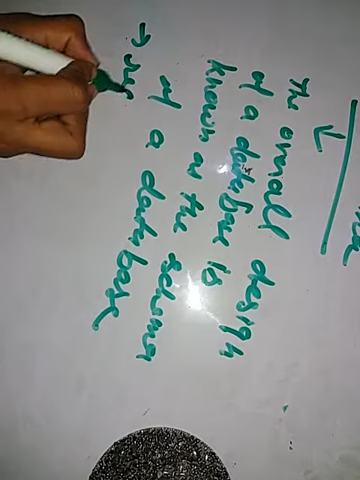 The overall design
of a database is
known as the schema
of a database